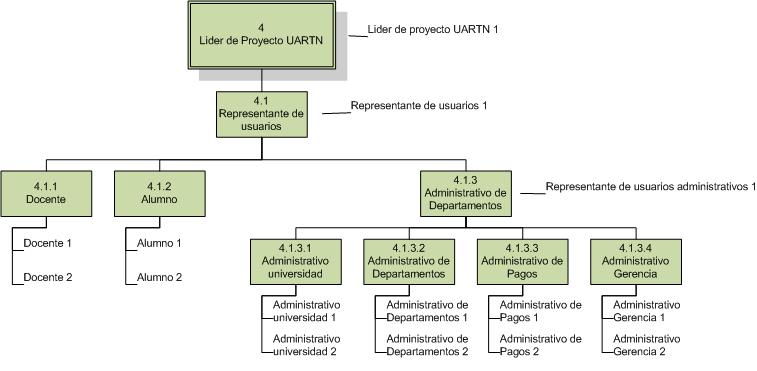 4
Lider de Proyecto UARTN
Lider de proyecto UARTN 1
4.1
Representante de
usuarios
Representante de usuarios 1
4.1.1
Docente
4.1.2
Alumno
4.1.3
Administrativo de
Departamentos
Representante de usuarios administrativos 1
Docente 1
Docente 2
Alumno 1
Alumno 2
4.1.3.1
Administrativo
universidad
4.1.3.2
Administrativo de
Departamentos
4.1.3.3
Administrativo de
Pagos
4.1.3.4
Administrativo
Gerencia
Administrativo
universidad 1
Administrativo
universidad 2
Administrativo de
Departamentos 1
Administrativo de
Departamentos 2
Administrativo de
Pagos 1
Administrativo de
Pagos 2
Administrativo
Gerencia 1
Administrativo
Gerencia 2